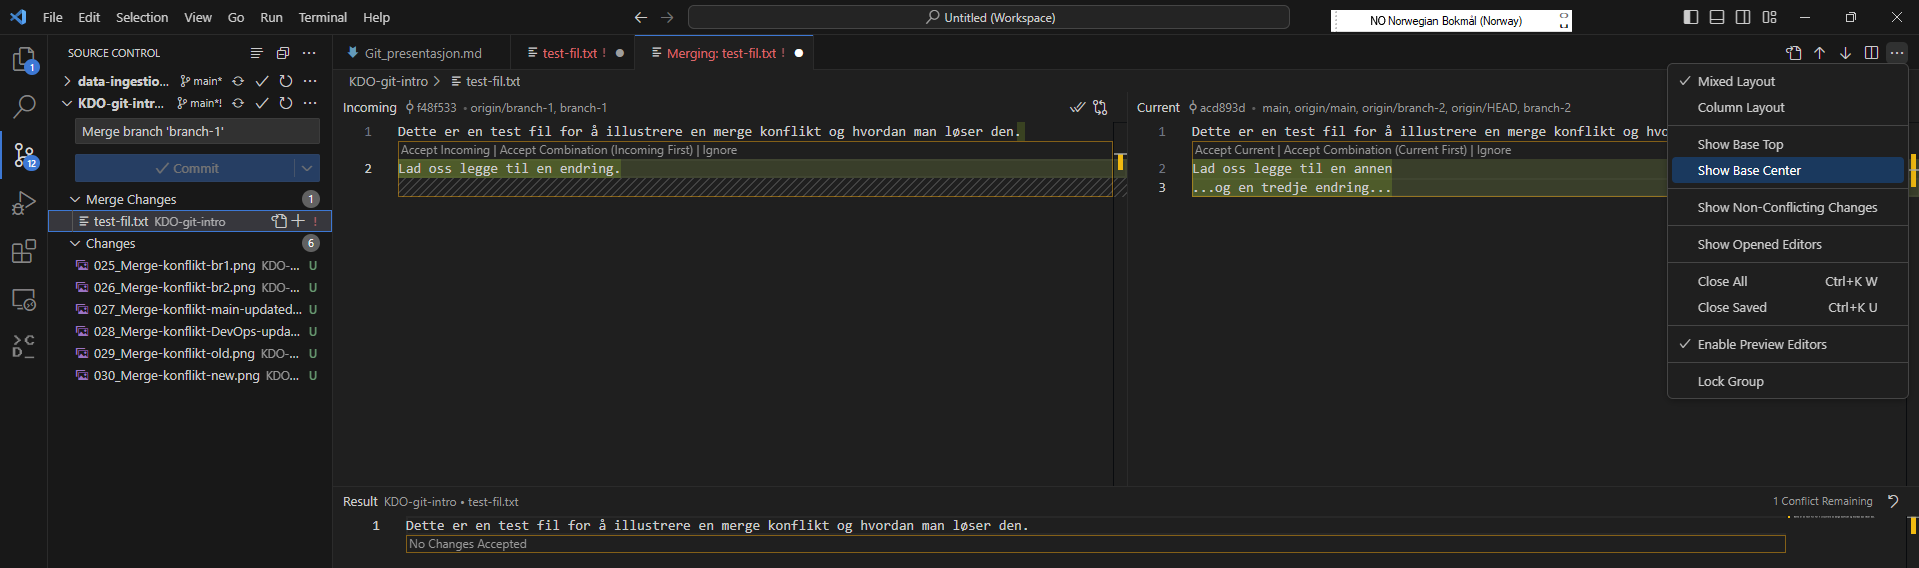 File Edit Selection View Go Run Terminal Help
Untitled (Workspace)
NO Norwegian Bokmål (Norway)
SOURCE CONTROL
data-ingestio... main*
KDO-git-intr... main*!
Merge branch 'branch-1'
Commit
Merge Changes 1
test-fil.txt KDO-git-intro !
Changes 6
025_Merge-konflikt-br1.png KDO-... U
026_Merge-konflikt-br2.png KDO-... U
027_Merge-konflikt-main-updated... U
028_Merge-konflikt-DevOps-upda... U
029_Merge-konflikt-old.png KDO-... U
030_Merge-konflikt-new.png KDO... U
1
12
Git_presentasjon.md
test-fil.txt !
Merging: test-fil.txt !
KDO-git-intro > test-fil.txt
Incoming f48f533 • origin/branch-1, branch-1
1 Dette er en test fil for å illustrere en merge konflikt og hvordan man løser den.
Accept Incoming | Accept Combination (Incoming First) | Ignore
2 Lad oss legge til en endring.
Current acd893d • main, origin/main, origin/branch-2, origin/HEAD, branch-2
1 Dette er en test fil for å illustrere en merge konflikt og hvo
Accept Current | Accept Combination (Current First) | Ignore
2 Lad oss legge til en annen
3 ...og en tredje endring...
Mixed Layout
Column Layout
Show Base Top
Show Base Center
Show Non-Conflicting Changes
Show Opened Editors
Close All Ctrl+K W
Close Saved Ctrl+K U
Enable Preview Editors
Lock Group
Result KDO-git-intro • test-fil.txt
1 Conflict Remaining
1 Dette er en test fil for å illustrere en merge konflikt og hvordan man løser den.
No Changes Accepted